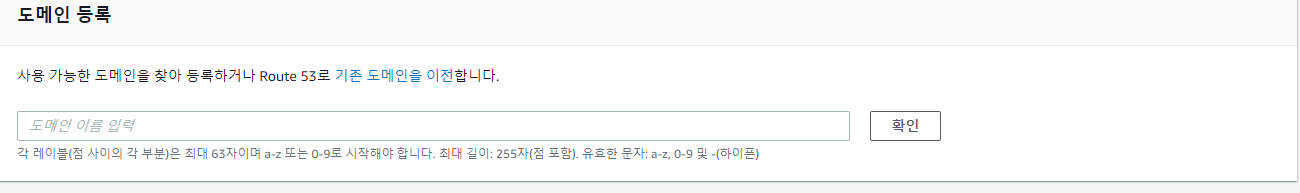 도메인 등록
사용 가능한 도메인을 찾아 등록하거나 Route 53로 기존 도메인을 이전합니다.
도메인 이름 입력
확인
각 레이블(점 사이의 각 부분)은 최대 63자이며 a-z 또는 0-9로 시작해야 합니다. 최대 길이: 255자(점 포함). 유효한 문자: a-z, 0-9 및 -(하이픈)